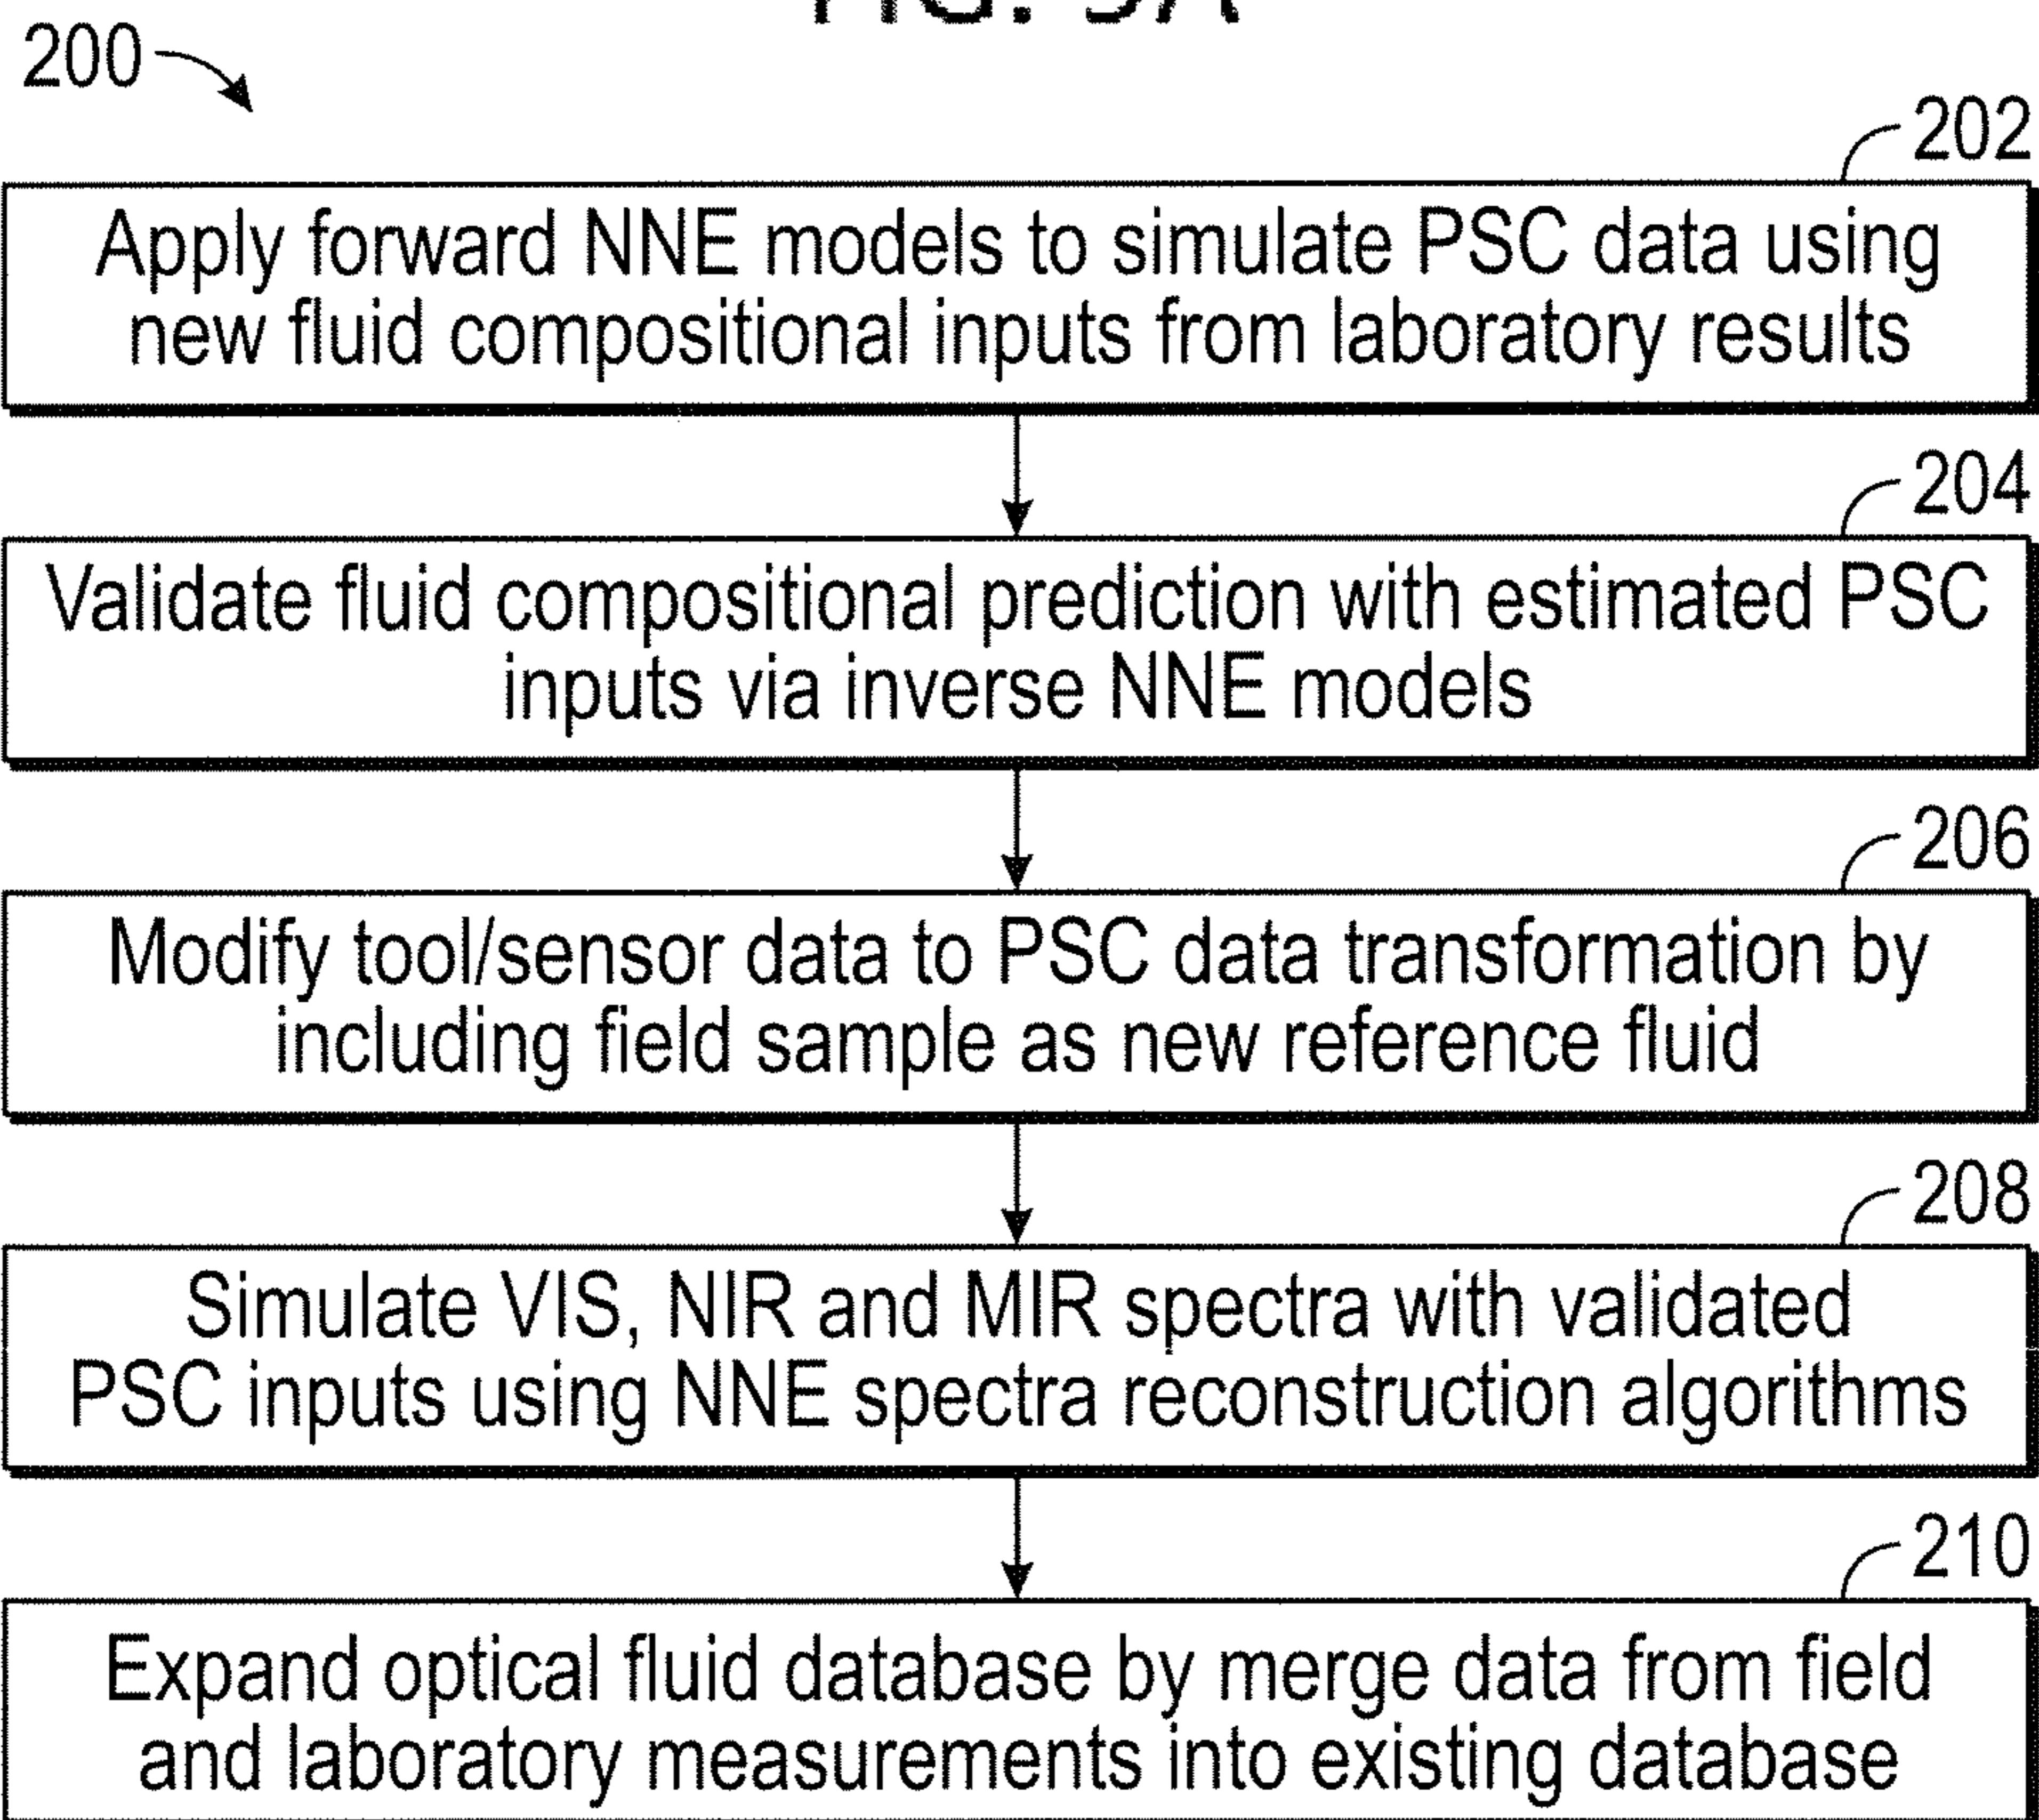 200
202
Apply forward NNE models to simulate PSC data using
new fluid compositional inputs from laboratory results
204
Validate fluid compositional prediction with estimated PSC
inputs via inverse NNE models
206
Modify tool/sensor data to PSC data transformation by
including field sample as new reference fluid
208
Simulate VIS, NIR and MIR spectra with validated
PSC inputs using NNE spectra reconstruction algorithms
210
Expand optical fluid database by merge data from field
and laboratory measurements into existing database